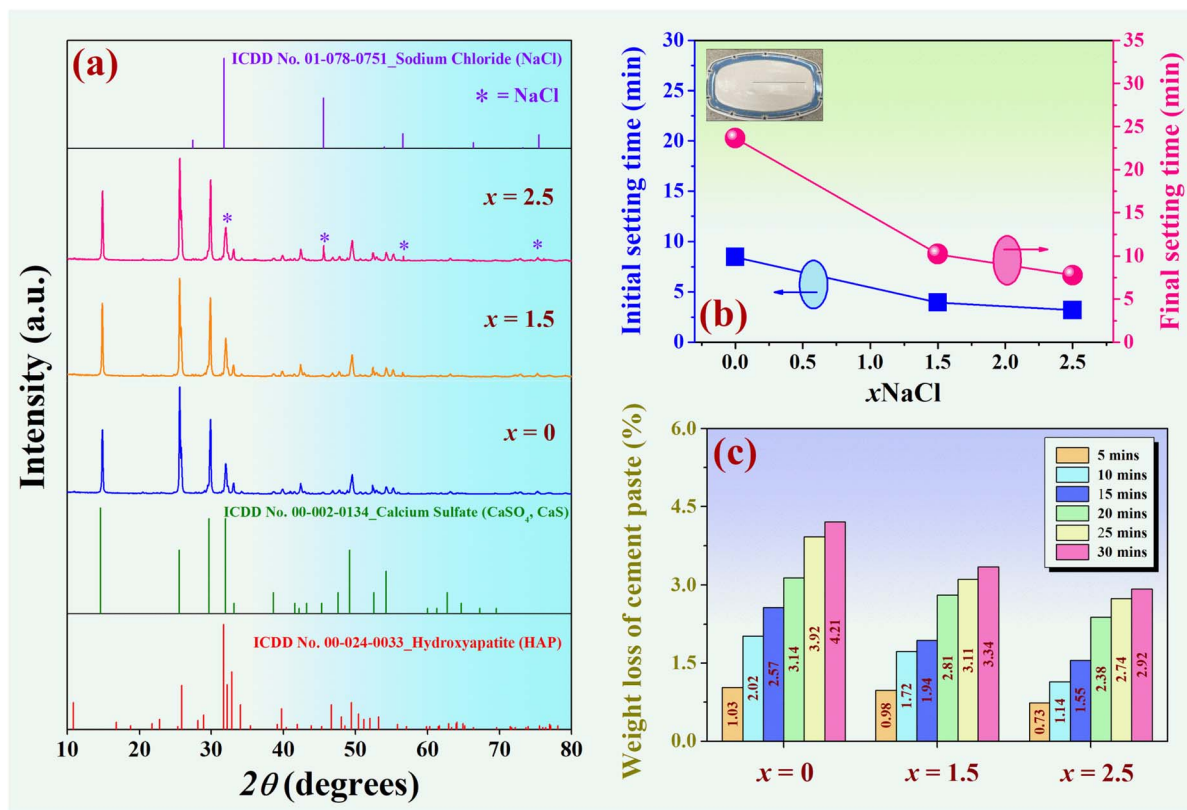 (a)
ICDD No. 01-078-0751_Sodium Chloride (NaCl)
* = NaCl
x = 2.5
* * * *
x = 1.5
x = 0
ICDD No. 00-002-0134_Calcium Sulfate (CaSO₄, CaS)
ICDD No. 00-024-0033_Hydroxyapatite (HAP)
Intensity (a.u.)
10 20 30 40 50 60 70 80
2θ (degrees)
Initial setting time (min)
30
25
20
15
10
5
0
(b)
35
30
25
20
15
10
5
0
Final setting time (min)
0.0 0.5 1.0 1.5 2.0 2.5
xNaCl
Weight loss of cement paste (%)
6.0
4.5
3.0
1.5
0.0
(c)
5 mins
10 mins
15 mins
20 mins
25 mins
30 mins
1.03 2.02 2.57 3.14 3.92 4.21
0.98 1.72 1.94 2.81 3.11 3.34
0.73 1.14 1.55 2.38 2.74 2.92
x = 0 x = 1.5 x = 2.5